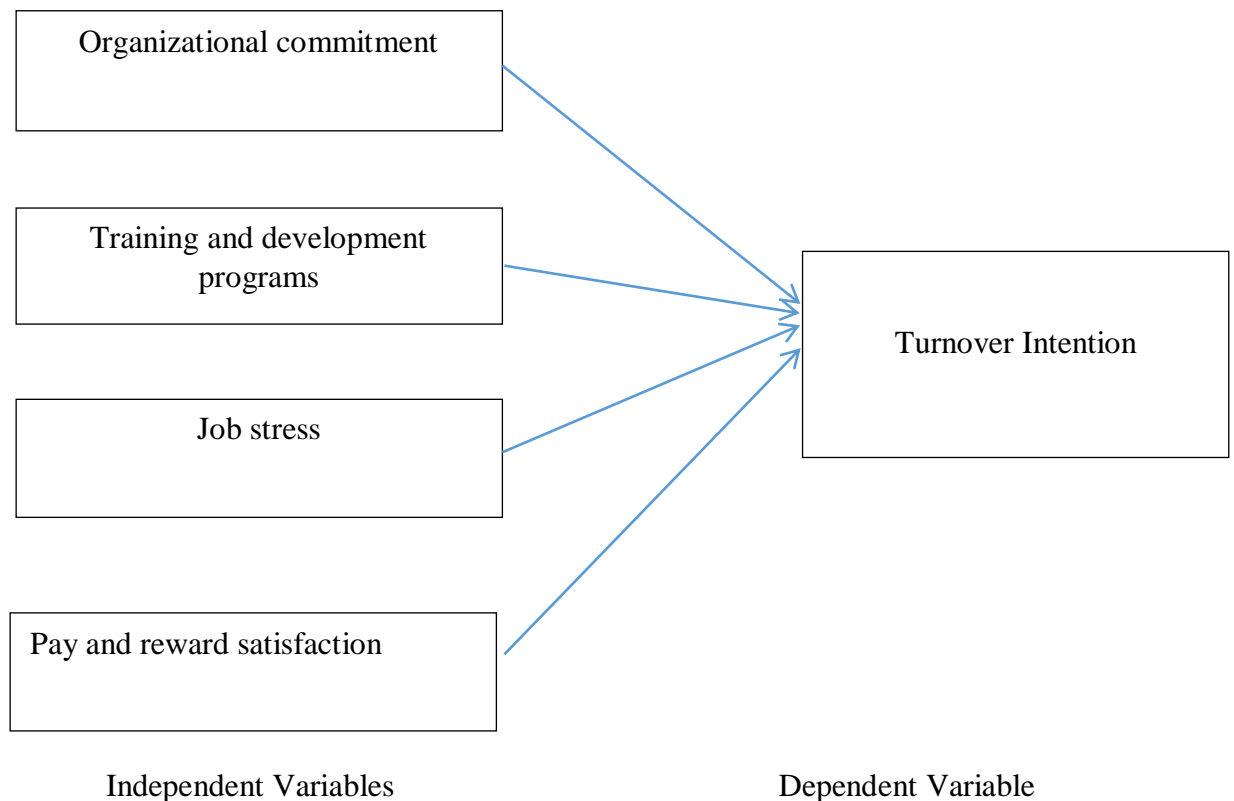 Organizational commitment
Training and development
programs
Job stress
Pay and reward satisfaction
Turnover Intention
Independent Variables
Dependent Variable